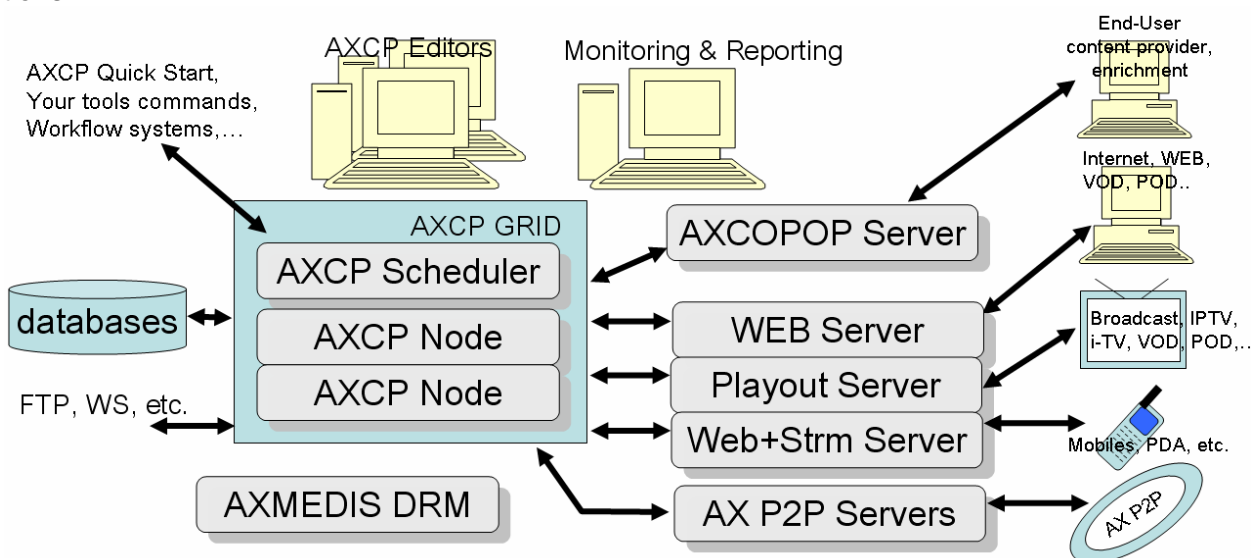 AXCP Quick Start,
Your tools commands,
Workflow systems,…
AXCP Editors
Monitoring & Reporting
End-User
content provider,
enrichment
Internet, WEB,
VOD, POD..
AXCP GRID
AXCP Scheduler
AXCP Node
AXCP Node
databases
FTP, WS, etc.
AXCOPOP Server
WEB Server
Playout Server
Web+Strm Server
AX P2P Servers
Broadcast, IPTV,
i-TV, VOD, POD,..
Mobiles, PDA, etc.
AX P2P
AXMEDIS DRM